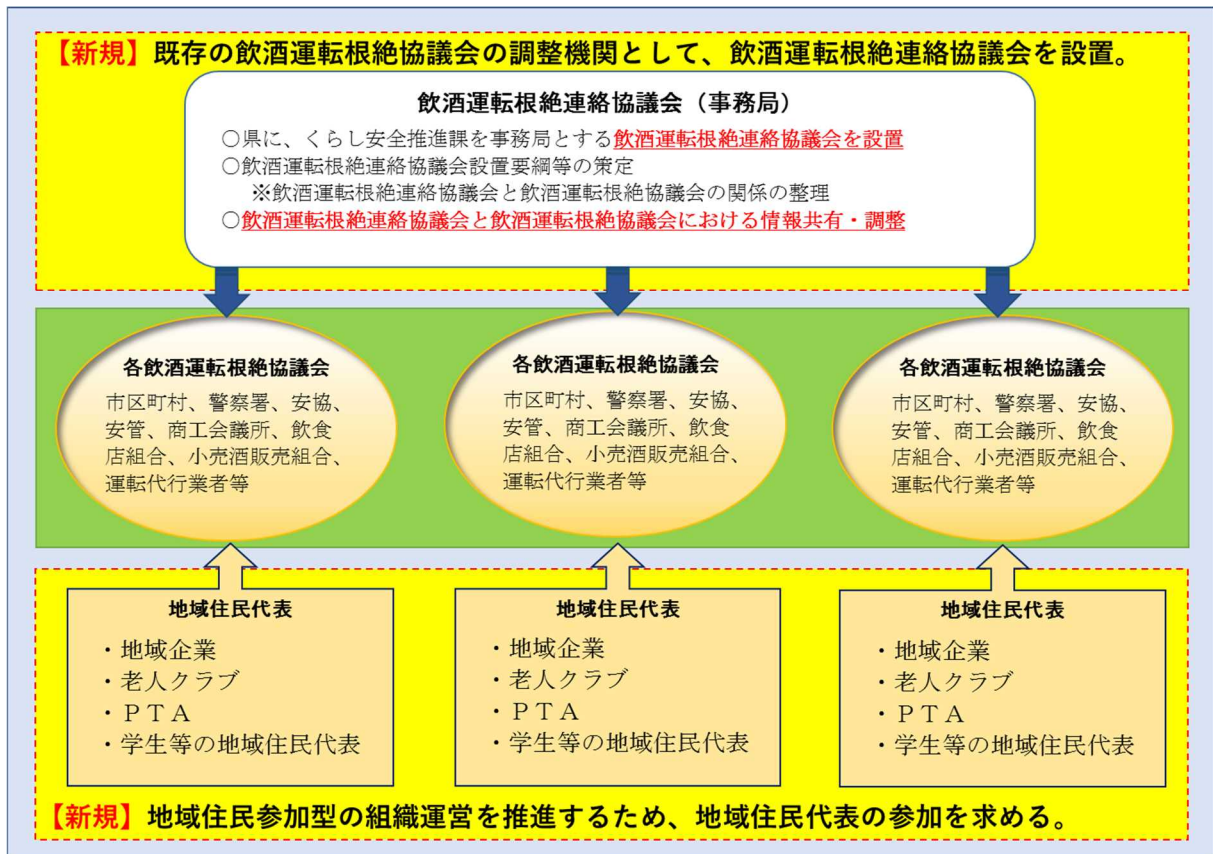 【新規】既存の飲酒運転根絶協議会の調整機関として、飲酒運転根絶連絡協議会を設置。
飲酒運転根絶連絡協議会（事務局）
○県に、くらし安全推進課を事務局とする飲酒運転根絶連絡協議会を設置
○飲酒運転根絶連絡協議会設置要綱等の策定
※飲酒運転根絶連絡協議会と飲酒運転根絶協議会の関係の整理
○飲酒運転根絶連絡協議会と飲酒運転根絶協議会における情報共有・調整
各飲酒運転根絶協議会
市区町村、警察署、安協、
安管、商工会議所、飲食
店組合、小売酒販売組合、
運転代行業者等
各飲酒運転根絶協議会
市区町村、警察署、安協、
安管、商工会議所、飲食
店組合、小売酒販売組合、
運転代行業者等
各飲酒運転根絶協議会
市区町村、警察署、安協、
安管、商工会議所、飲食
店組合、小売酒販売組合、
運転代行業者等
地域住民代表
・地域企業
・老人クラブ
・ＰＴＡ
・学生等の地域住民代表
地域住民代表
・地域企業
・老人クラブ
・ＰＴＡ
・学生等の地域住民代表
地域住民代表
・地域企業
・老人クラブ
・ＰＴＡ
・学生等の地域住民代表
【新規】地域住民参加型の組織運営を推進するため、地域住民代表の参加を求める。